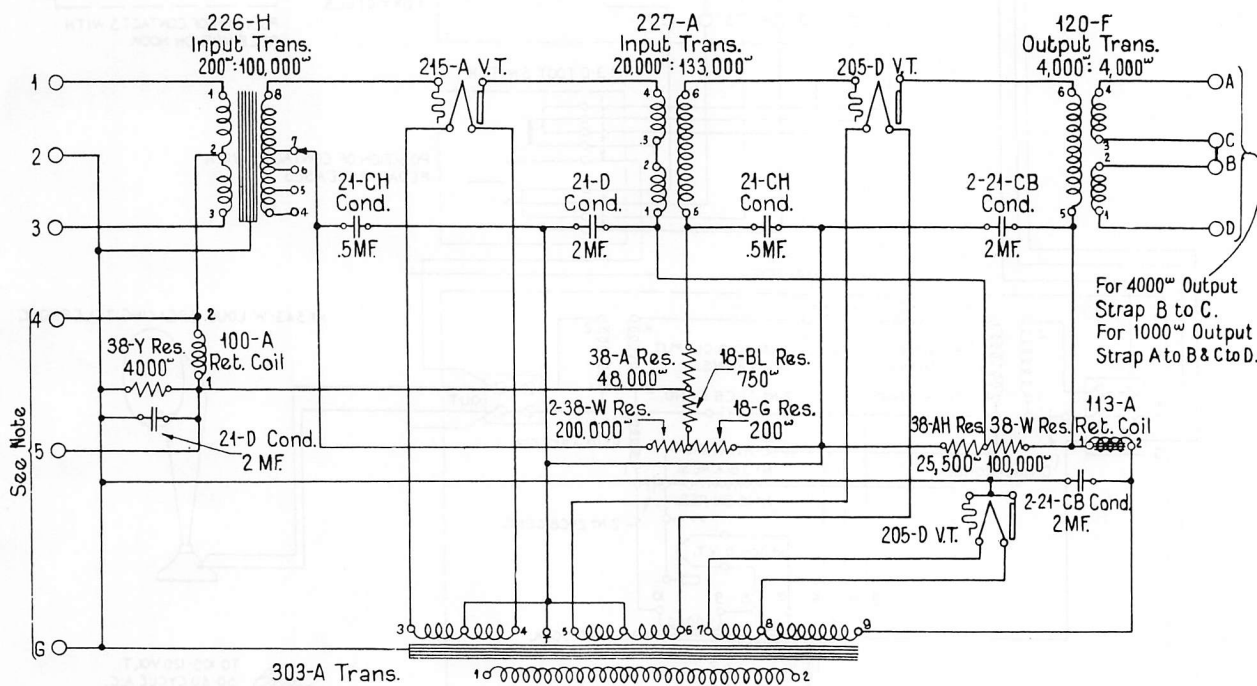 226-H
Input Trans.
200ω:100,000ω
215-A V.T.
227-A
Input Trans.
20,000ω:133,000ω
205-D V.T.
120-F
Output Trans.
4,000ω:4,000ω
1
2
3
4
5
G
See Note
1
2
3
8
7
6
5
4
21-CH
Cond.
.5MF.
21-D
Cond.
2MF.
4
3
2
1
6
6
21-CH
Cond.
.5MF.
2-21-CB
Cond.
2MF.
6
5
4
3
2
1
A
C
B
D
For 4000ω Output
Strap B to C.
For 1000ω Output
Strap A to B & C to D.
2
100-A
Ret. Coil
1
38-Y Res.
4000ω
21-D Cond.
2 MF.
38-A Res.
48,000ω
18-BL Res.
750ω
2-38-W Res.
200,000ω
18-G Res.
200ω
38-AH Res.
25,500ω
38-W Res.
100,000ω
113-A
Ret. Coil
1
2
2-21-CB Cond.
2MF.
205-D V.T.
3
4
T
5
6
7
8
9
303-A Trans.
1
2